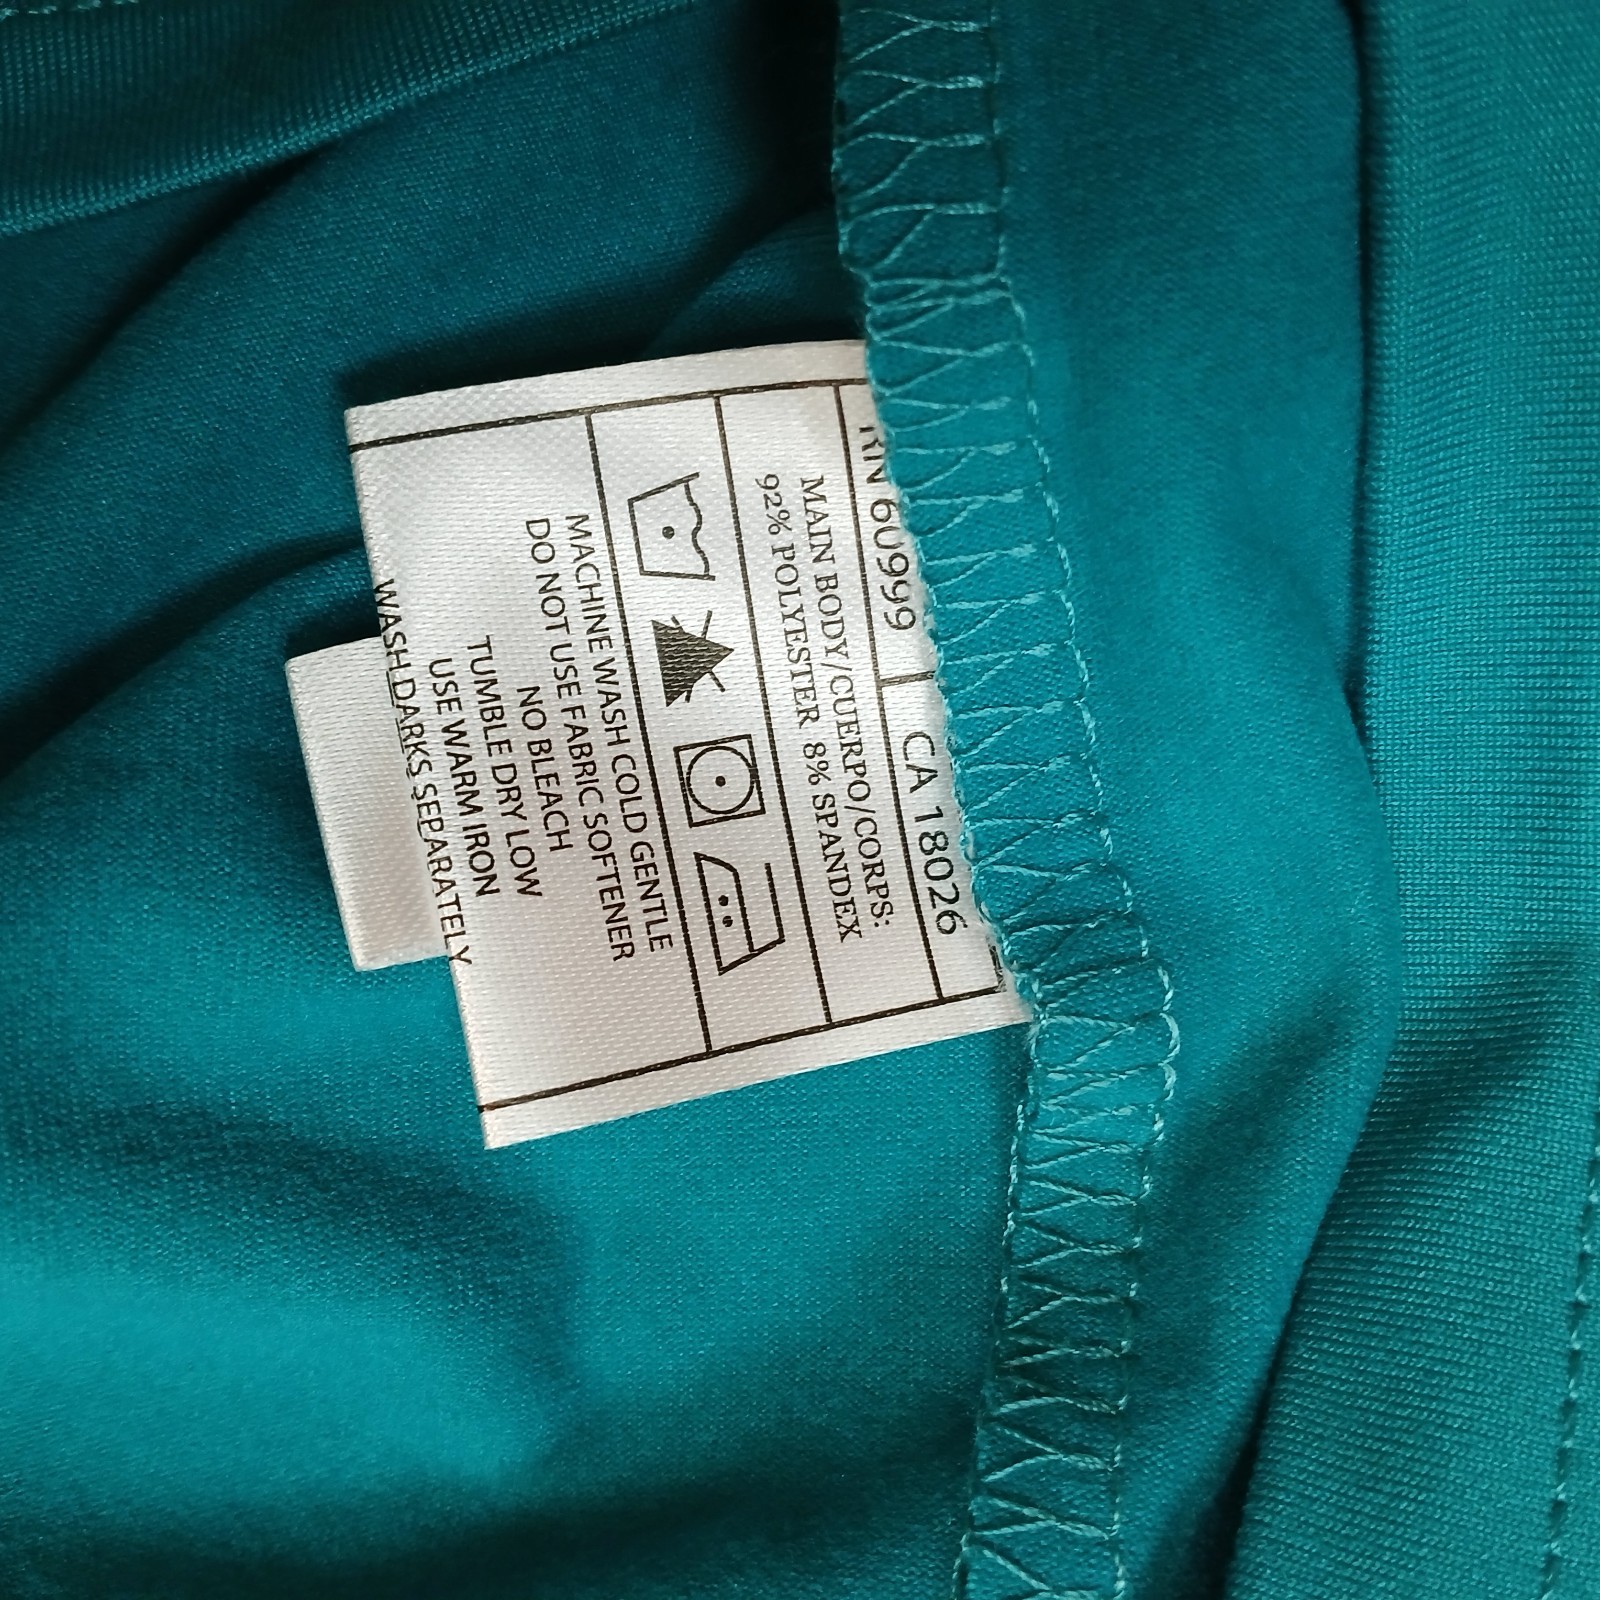 RN 60999 CA 18026
MAIN BODY/CUERPO/CORPS:
92% POLYESTER 8% SPANDEX
MACHINE WASH COLD GENTLE
DO NOT USE FABRIC SOFTENER
NO BLEACH
TUMBLE DRY LOW
USE WARM IRON
WASH DARKS SEPARATELY